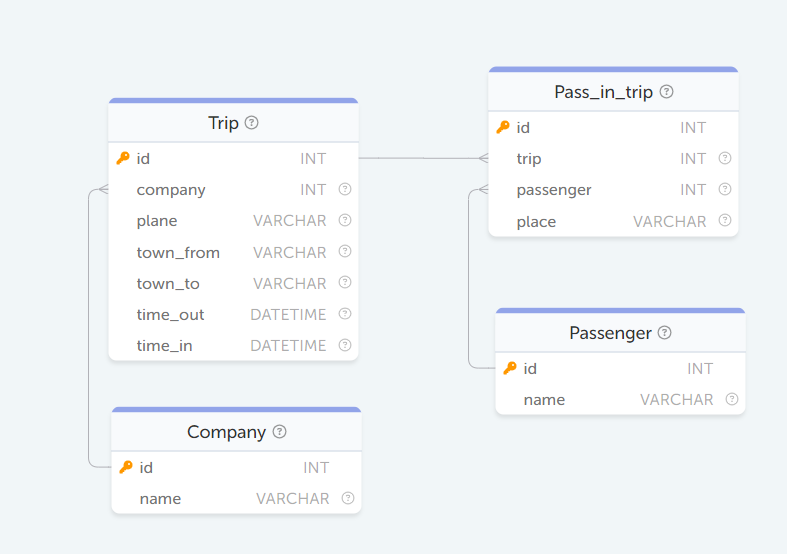 Trip ?
id INT
company INT ?
plane VARCHAR ?
town_from VARCHAR ?
town_to VARCHAR ?
time_out DATETIME ?
time_in DATETIME ?
Pass_in_trip ?
id INT
trip INT ?
passenger INT ?
place VARCHAR ?
Company ?
id INT
name VARCHAR ?
Passenger ?
id INT
name VARCHAR ?